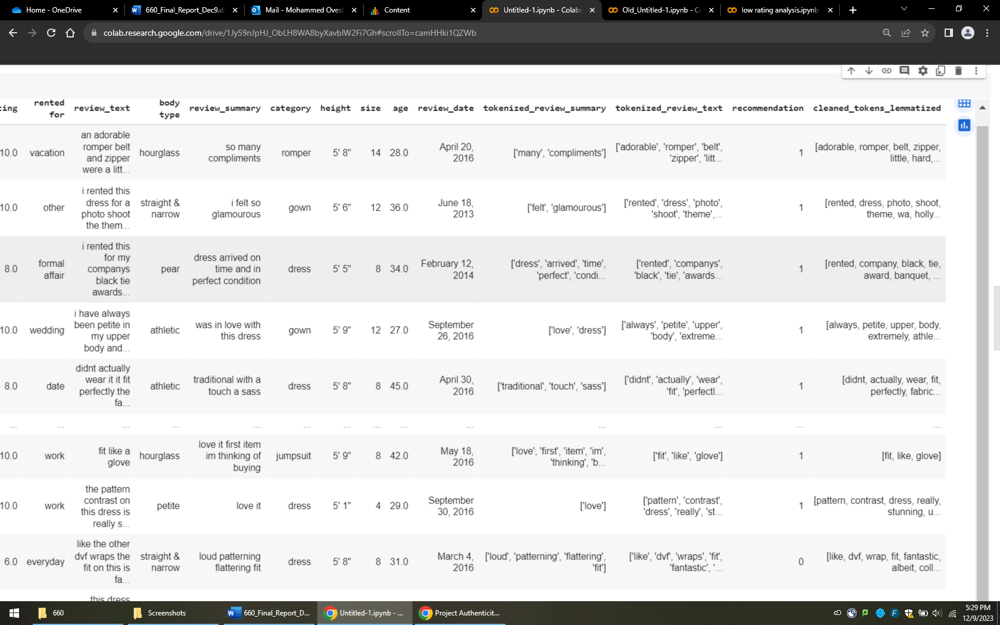 Home - OneDrive
660_Final_Report_Dec9.d
Mail - Mohammed Oves
Content
Untitled-1.ipynb - Colab
Old_Untitled-1.ipynb - C
low rating analysis.ipynb
colab.research.google.com/drive/1Jy59nJpHJ_ObLH8WA8byXavblW2Fi7Gh#scrollTo=camHHki1QZWb
ting rented for review_text body type review_summary category height size age review_date tokenized_review_summary tokenized_review_text recommendation cleaned_tokens_lemmatized
10.0 vacation an adorable romper belt and zipper were a litt... hourglass so many compliments romper 5' 8" 14 28.0 April 20, 2016 ['many', 'compliments'] ['adorable', 'romper', 'belt', 'zipper', 'litt... 1 [adorable, romper, belt, zipper, little, hard,...
10.0 other i rented this dress for a photo shoot the them... straight & narrow i felt so glamourous gown 5' 6" 12 36.0 June 18, 2013 ['felt', 'glamourous'] ['rented', 'dress', 'photo', 'shoot', 'theme',... 1 [rented, dress, photo, shoot, theme, wa, holly...
8.0 formal affair i rented this for my companys black tie awards... pear dress arrived on time and in perfect condition dress 5' 5" 8 34.0 February 12, 2014 ['dress', 'arrived', 'time', 'perfect', 'condi... ['rented', 'companys', 'black', 'tie', 'awards... 1 [rented, company, black, tie, award, banquet, ...
10.0 wedding i have always been petite in my upper body and... athletic was in love with this dress gown 5' 9" 12 27.0 September 26, 2016 ['love', 'dress'] ['always', 'petite', 'upper', 'body', 'extreme... 1 [always, petite, upper, body, extremely, athle...
8.0 date didnt actually wear it it fit perfectly the fa... athletic traditional with a touch a sass dress 5' 8" 8 45.0 April 30, 2016 ['traditional', 'touch', 'sass'] ['didnt', 'actually', 'wear', 'fit', 'perfectl... 1 [didnt, actually, wear, fit, perfectly, fabric...
... ... ... ... ... ... ... ... ... ... ... ... ... ...
10.0 work fit like a glove hourglass love it first item im thinking of buying jumpsuit 5' 9" 8 42.0 May 18, 2016 ['love', 'first', 'item', 'im', 'thinking', 'b... ['fit', 'like', 'glove'] 1 [fit, like, glove]
10.0 work the pattern contrast on this dress is really s... petite love it dress 5' 1" 4 29.0 September 30, 2016 ['love'] ['pattern', 'contrast', 'dress', 'really', 'st... 1 [pattern, contrast, dress, really, stunning, u...
6.0 everyday like the other dvf wraps the fit on this is fa... straight & narrow loud patterning flattering fit dress 5' 8" 8 31.0 March 4, 2016 ['loud', 'patterning', 'flattering', 'fit'] ['like', 'dvf', 'wraps', 'fit', 'fantastic', '... 0 [like, dvf, wrap, fit, fantastic, albeit, coll...
this dress
660
Screenshots
660_Final_Report_D...
Untitled-1.ipynb - ...
Project Authenticit...
5:29 PM
12/9/2023